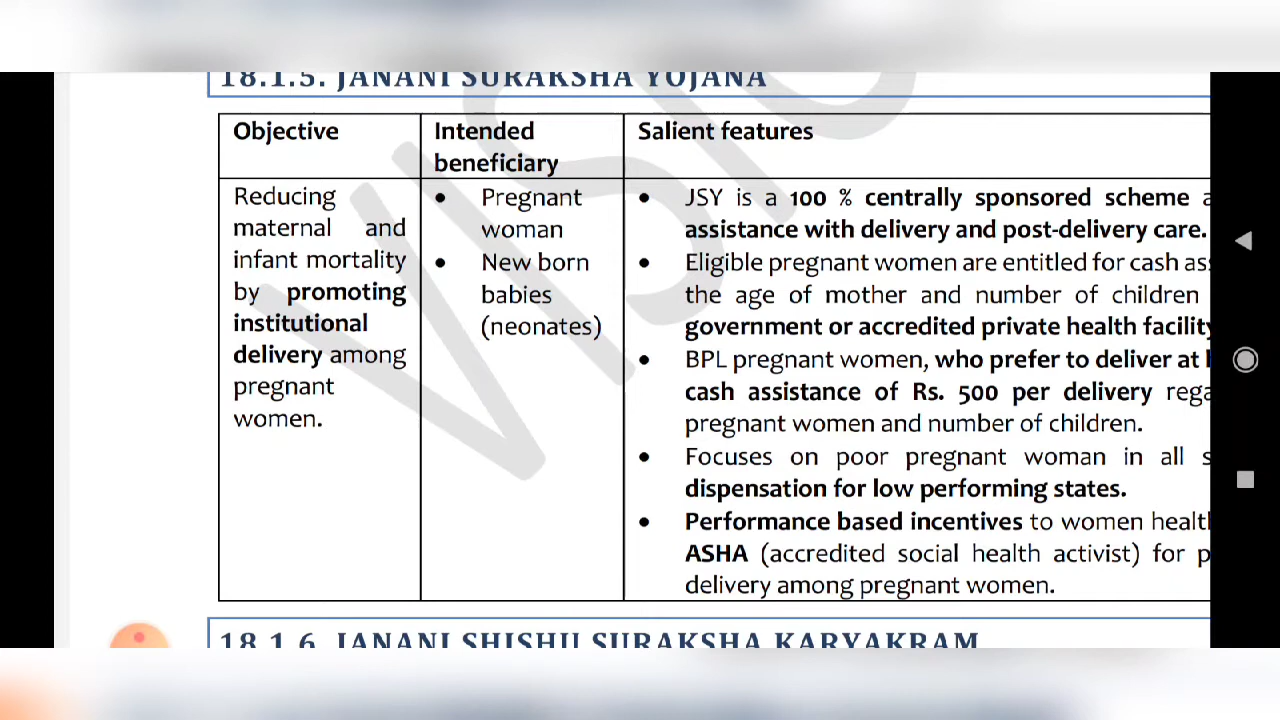 18.1.5. JANANI SURAKSHA YOJANA
Objective
Intended
beneficiary
Salient features
Reducing
maternal and
infant mortality
by promoting
institutional
delivery among
pregnant
women.
• Pregnant
woman
• New born
babies
(neonates)
• JSY is a 100 % centrally sponsored scheme
assistance with delivery and post-delivery care.
• Eligible pregnant women are entitled for cash
the age of mother and number of children
government or accredited private health facility
• BPL pregnant women, who prefer to deliver at
cash assistance of Rs. 500 per delivery
pregnant women and number of children.
• Focuses on poor pregnant woman in all
dispensation for low performing states.
• Performance based incentives to women
ASHA (accredited social health activist) for
delivery among pregnant women.
18.1.6. JANANI SHISHU SURAKSHA KARYAKRAM